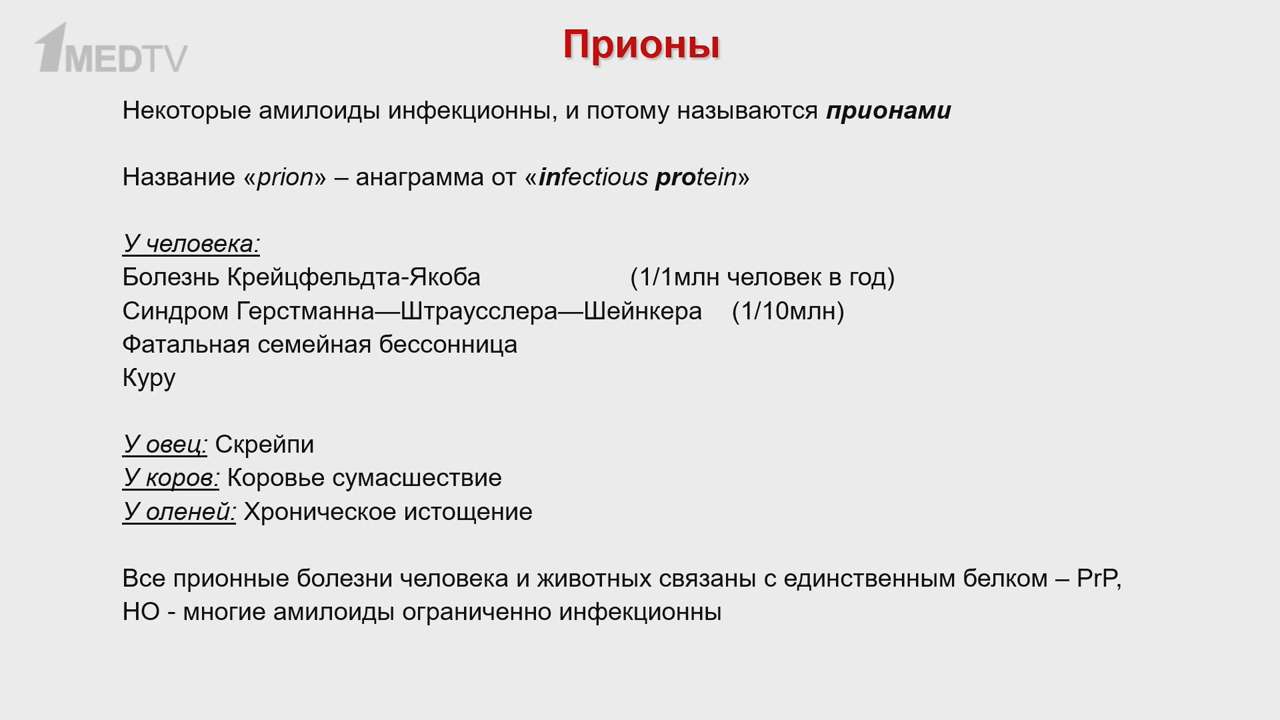 1MEDTV
Прионы
Некоторые амилоиды инфекционны, и потому называются прионами
Название «prion» – анаграмма от «infectious protein»
У человека:
Болезнь Крейцфельдта-Якоба (1/1млн человек в год)
Синдром Герстманна—Штраусслера—Шейнкера (1/10млн)
Фатальная семейная бессонница
Куру
У овец: Скрейпи
У коров: Коровье сумасшествие
У оленей: Хроническое истощение
Все прионные болезни человека и животных связаны с единственным белком – PrP,
НО - многие амилоиды ограниченно инфекционны